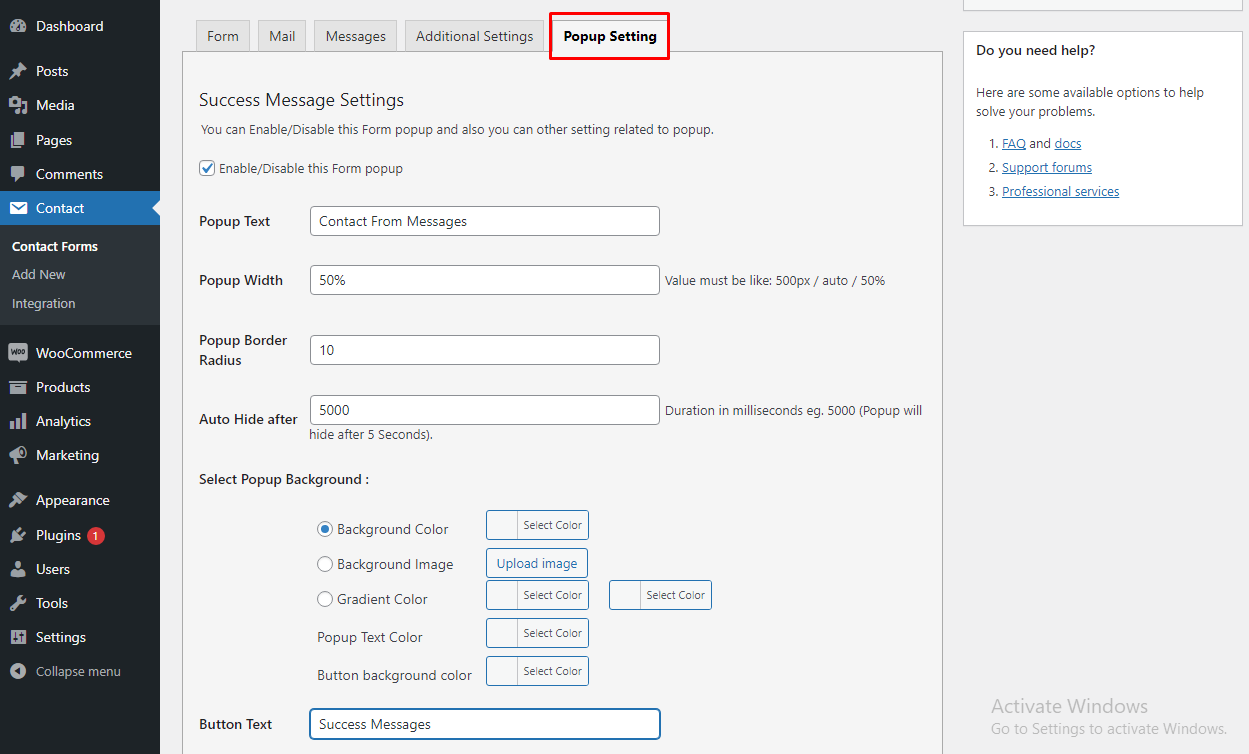 Dashboard
Posts
Media
Pages
Comments
Contact
Contact Forms
Add New
Integration
WOO WooCommerce
Products
Analytics
Marketing
Appearance
Plugins 1
Users
Tools
Settings
Collapse menu
Form Mail Messages Additional Settings Popup Setting
Success Message Settings
You can Enable/Disable this Form popup and also you can other setting related to popup.
Enable/Disable this Form popup
Popup Text Contact From Messages
Popup Width 50% Value must be like: 500px / auto / 50%
Popup Border
Radius
10
Auto Hide after 5000 Duration in milliseconds eg. 5000 (Popup will
hide after 5 Seconds).
Select Popup Background :
Background Color Select Color
Background Image Upload image
Gradient Color Select Color Select Color
Popup Text Color Select Color
Button background color Select Color
Button Text Success Messages
Do you need help?
Here are some available options to help
solve your problems.
1. FAQ and docs
2. Support forums
3. Professional services
Activate Windows
Go to Settings to activate Windows.